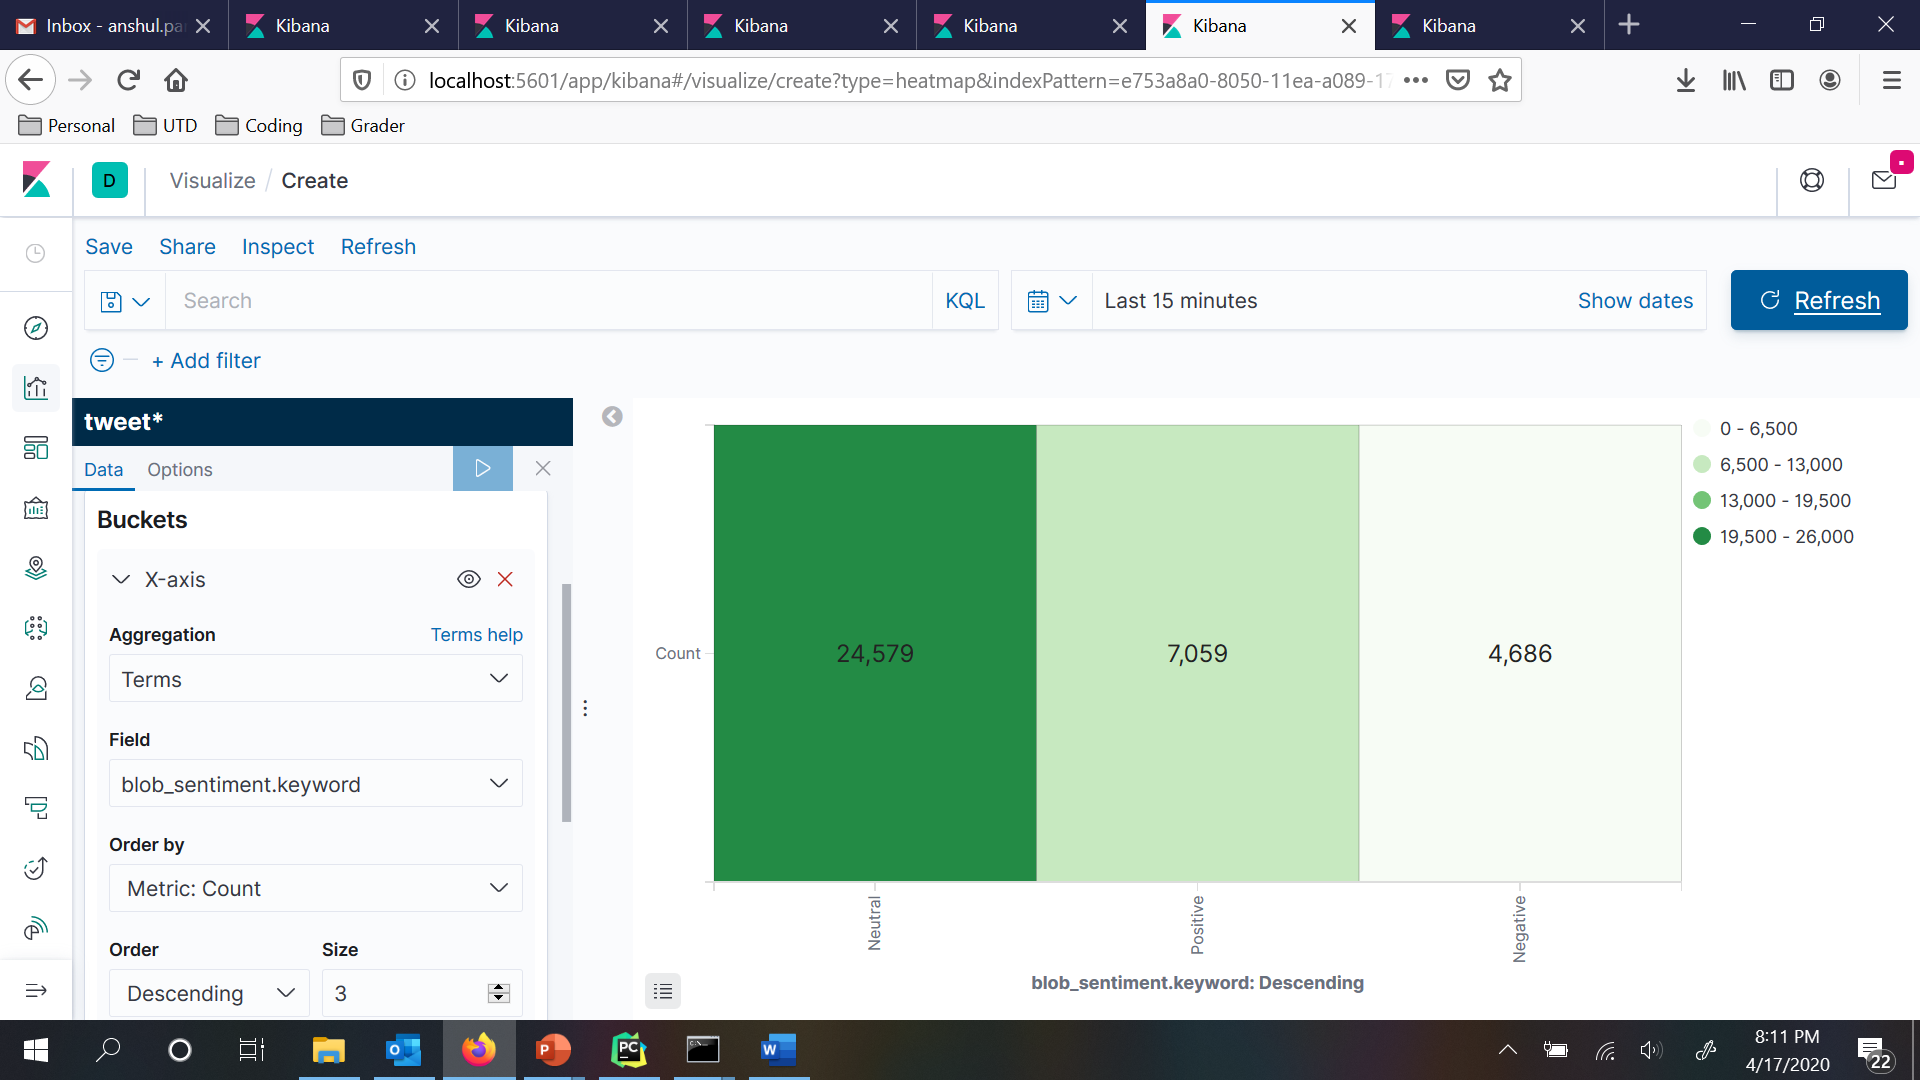 Inbox - anshul.pa
Kibana
Kibana
Kibana
Kibana
Kibana
Kibana
localhost:5601/app/kibana#/visualize/create?type=heatmap&indexPattern=e753a8a0-8050-11ea-a089-17
Personal
UTD
Coding
Grader
D
Visualize / Create
Save
Share
Inspect
Refresh
Search
KQL
Last 15 minutes
Show dates
Refresh
+ Add filter
tweet*
Data
Options
Buckets
X-axis
Aggregation
Terms help
Terms
Field
blob_sentiment.keyword
Order by
Metric: Count
Order
Size
Descending
3
Count
24,579
7,059
4,686
Neutral
Positive
Negative
blob_sentiment.keyword: Descending
0 - 6,500
6,500 - 13,000
13,000 - 19,500
19,500 - 26,000
8:11 PM
4/17/2020
22